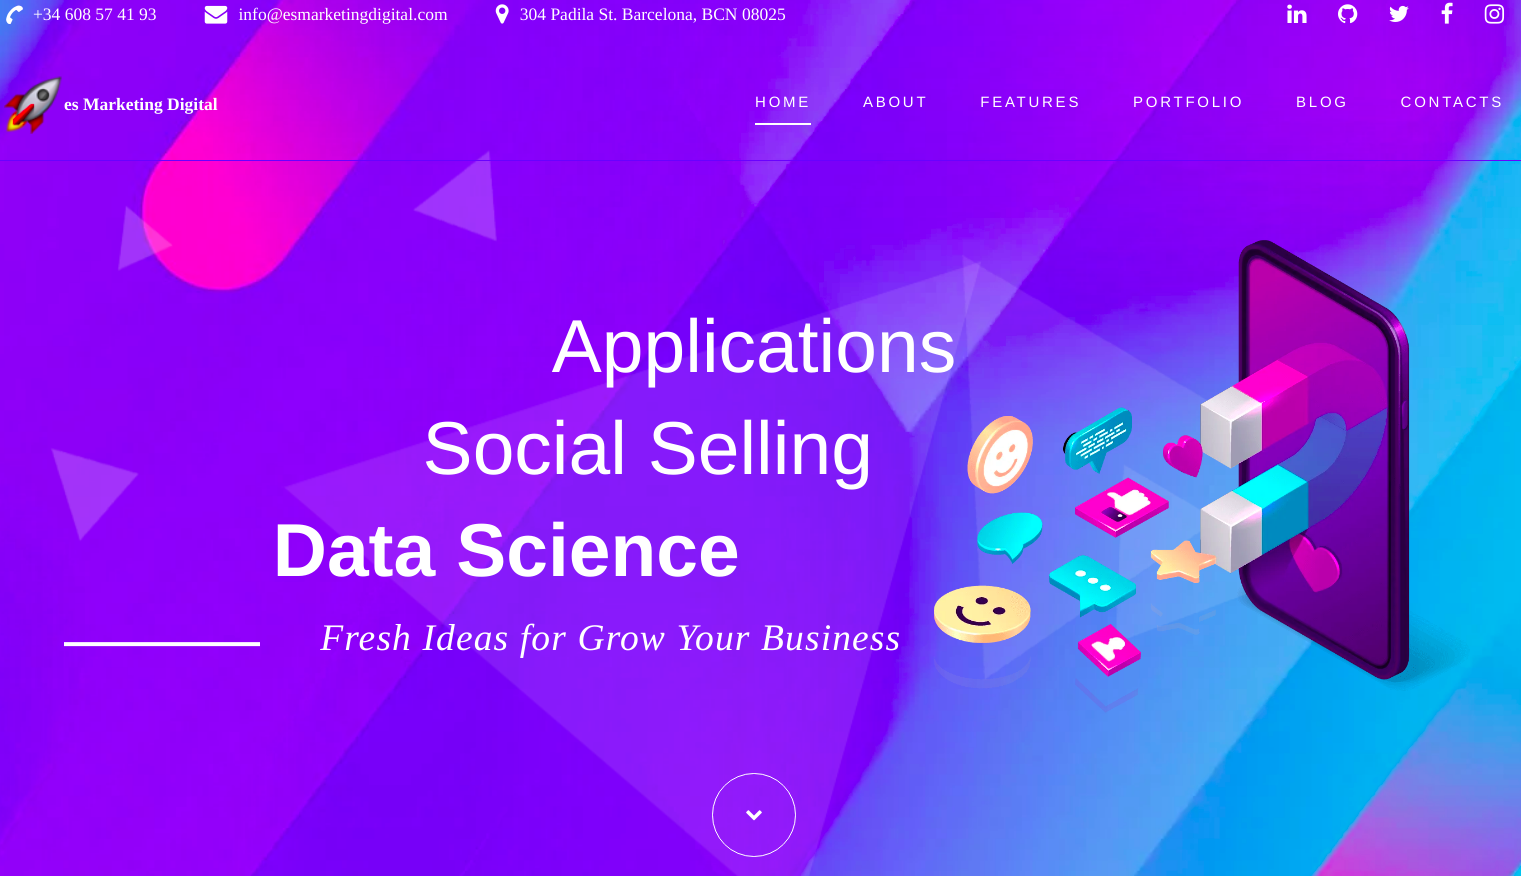 +34 608 57 41 93
info@esmarketingdigital.com
304 Padila St. Barcelona, BCN 08025
es Marketing Digital
HOME
ABOUT
FEATURES
PORTFOLIO
BLOG
CONTACTS
Applications
Social Selling
Data Science
Fresh Ideas for Grow Your Business